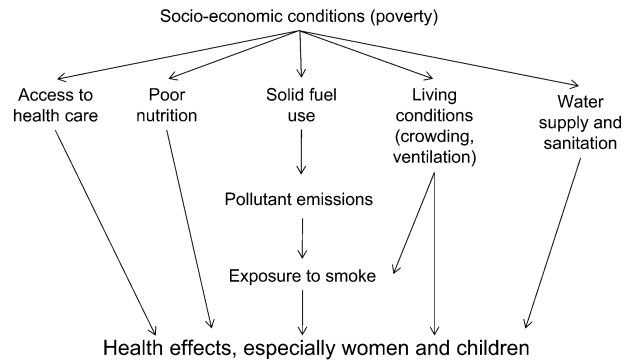 Socio-economic conditions (poverty)
Access to
health care
Poor
nutrition
Solid fuel
use
Living
conditions
(crowding,
ventilation)
Water
supply and
sanitation
Pollutant emissions
Exposure to smoke
Health effects, especially women and children